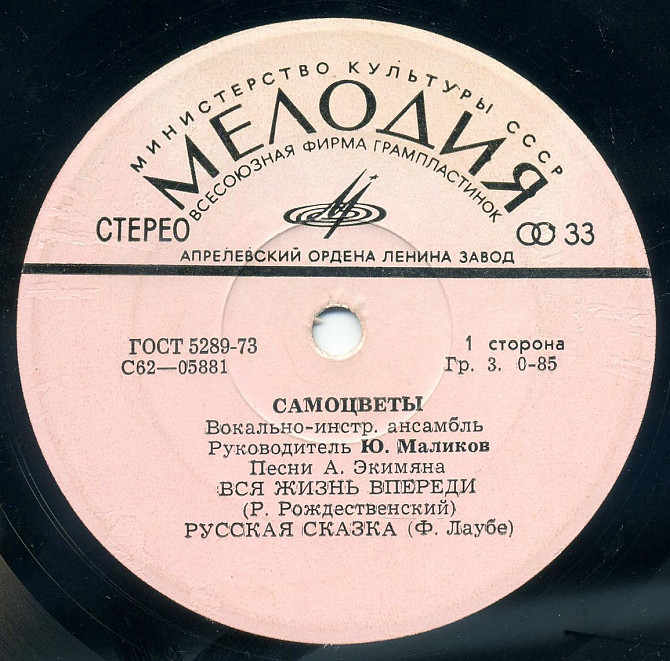 МИНИСТЕРСТВО КУЛЬТУРЫ СССР
МЕЛОДИЯ
ВСЕСОЮЗНАЯ ФИРМА ГРАМПЛАСТИНОК
СТЕРЕО 33
АПРЕЛЕВСКИЙ ОРДЕНА ЛЕНИНА ЗАВОД
ГОСТ 5289-73 1 сторона
С62—05881 Гр. 3. 0-85
САМОЦВЕТЫ
Вокально-инстр. ансамбль
Руководитель Ю. Маликов
Песни А. Экимяна
ВСЯ ЖИЗНЬ ВПЕРЕДИ
(Р. Рождественский)
РУССКАЯ СКАЗКА (Ф. Лаубе)